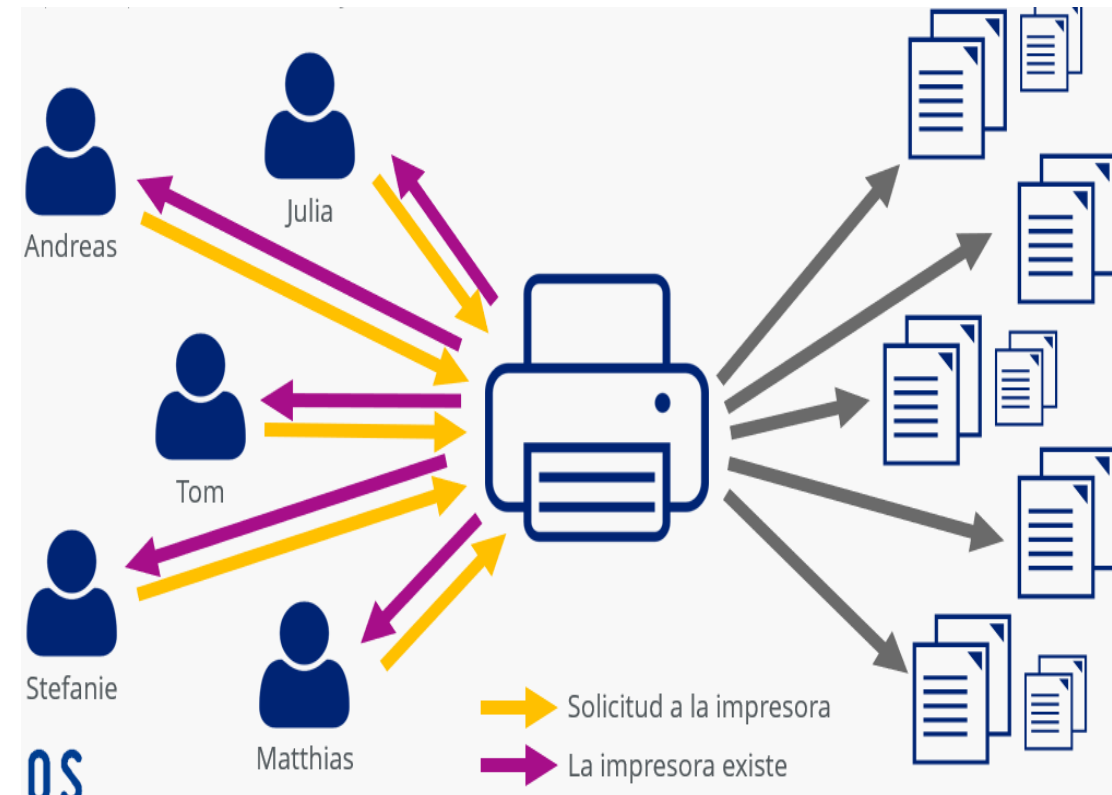 Julia
Andreas
Tom
Stefanie
Matthias
Solicitud a la impresora
La impresora existe